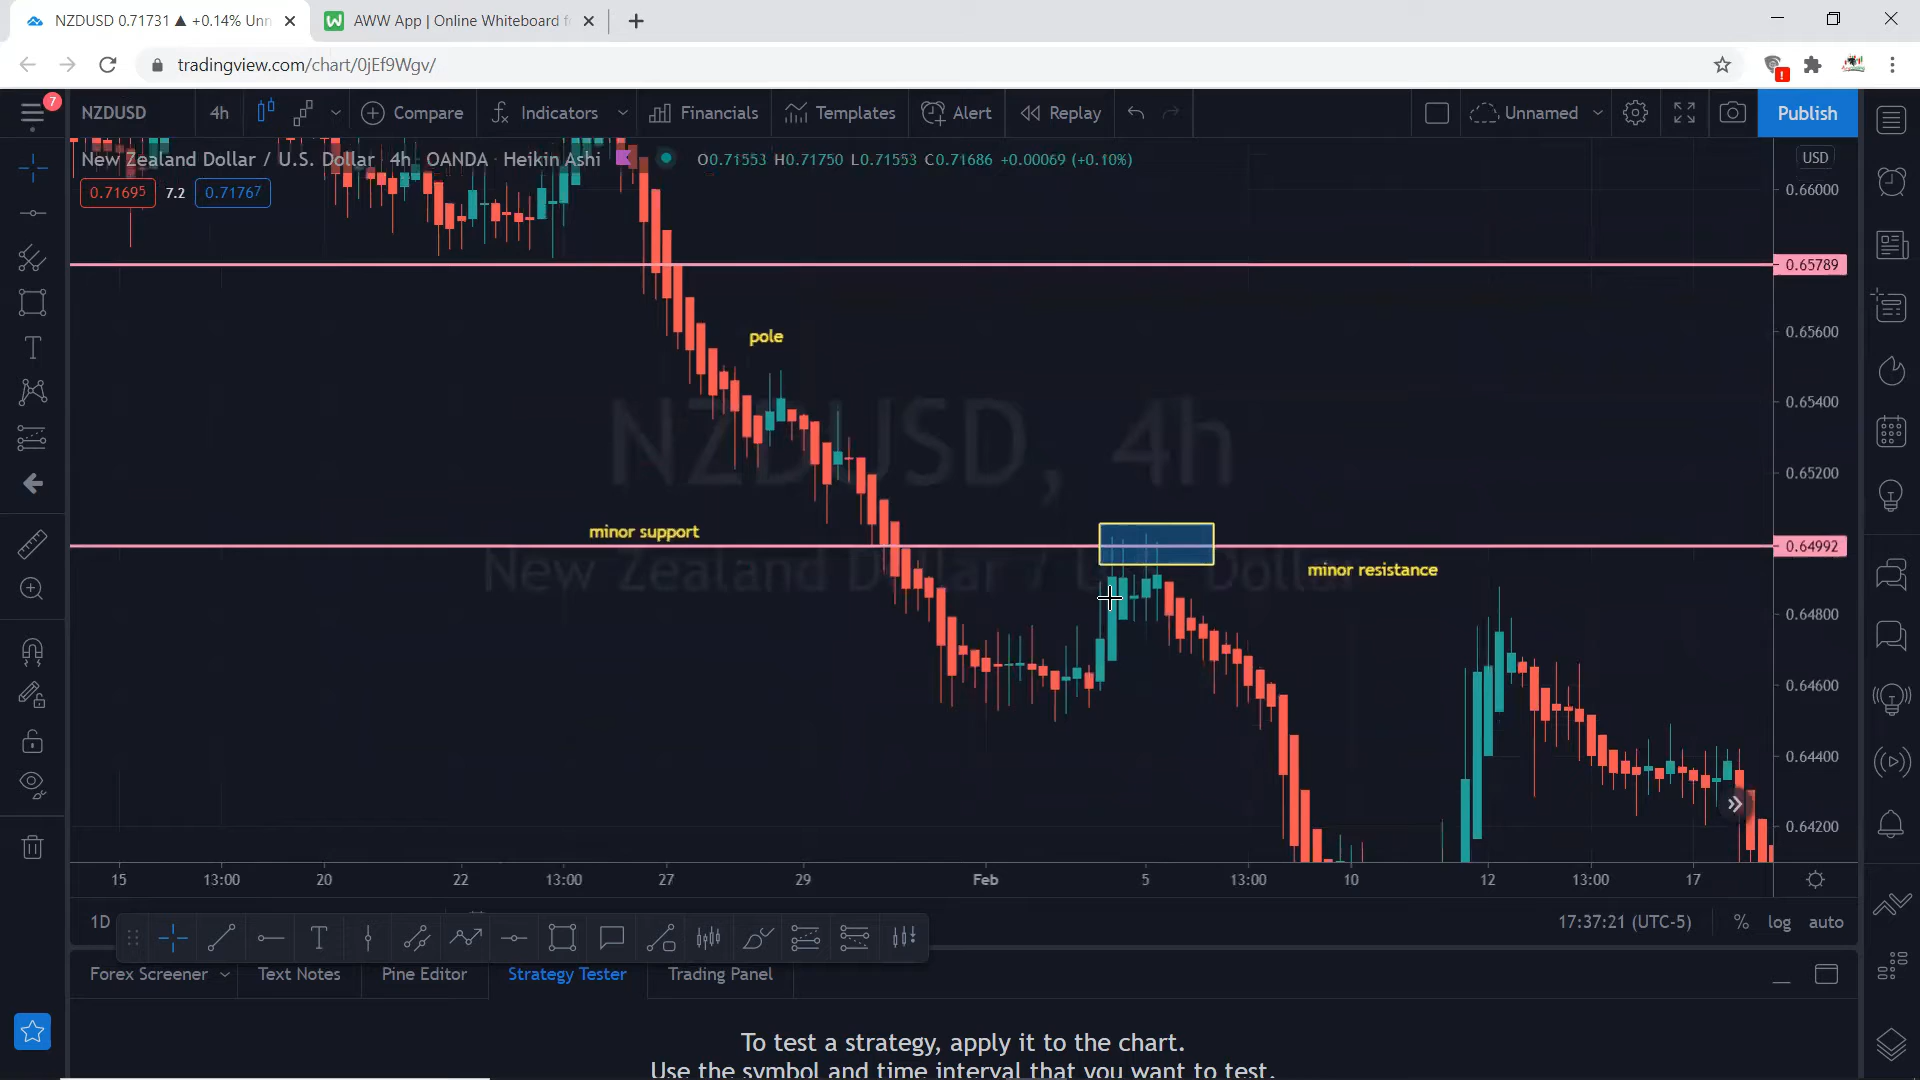 NZDUSD 0.71731 ▲ +0.14% Unn
AWW App | Online Whiteboard f
tradingview.com/chart/0jEf9Wgv/
7
NZDUSD 4h Compare Indicators Financials Templates Alert Replay Unnamed Publish
New Zealand Dollar / U.S. Dollar · 4h · OANDA · Heikin Ashi O0.71553 H0.71750 L0.71553 C0.71686 +0.00069 (+0.10%)
USD
0.71695 7.2 0.71767
0.66000
0.65789
pole
0.65600
0.65400
NZDUSD, 4h
0.65200
minor support
0.64992
New Zealand Dollar / U.S. Dollar
minor resistance
0.64800
0.64600
0.64400
0.64200
15 13:00 20 22 13:00 27 29 Feb 5 13:00 10 12 13:00 17
1D
17:37:21 (UTC-5) % log auto
Forex Screener Text Notes Pine Editor Strategy Tester Trading Panel
To test a strategy, apply it to the chart.
Use the symbol and time interval that you want to test.